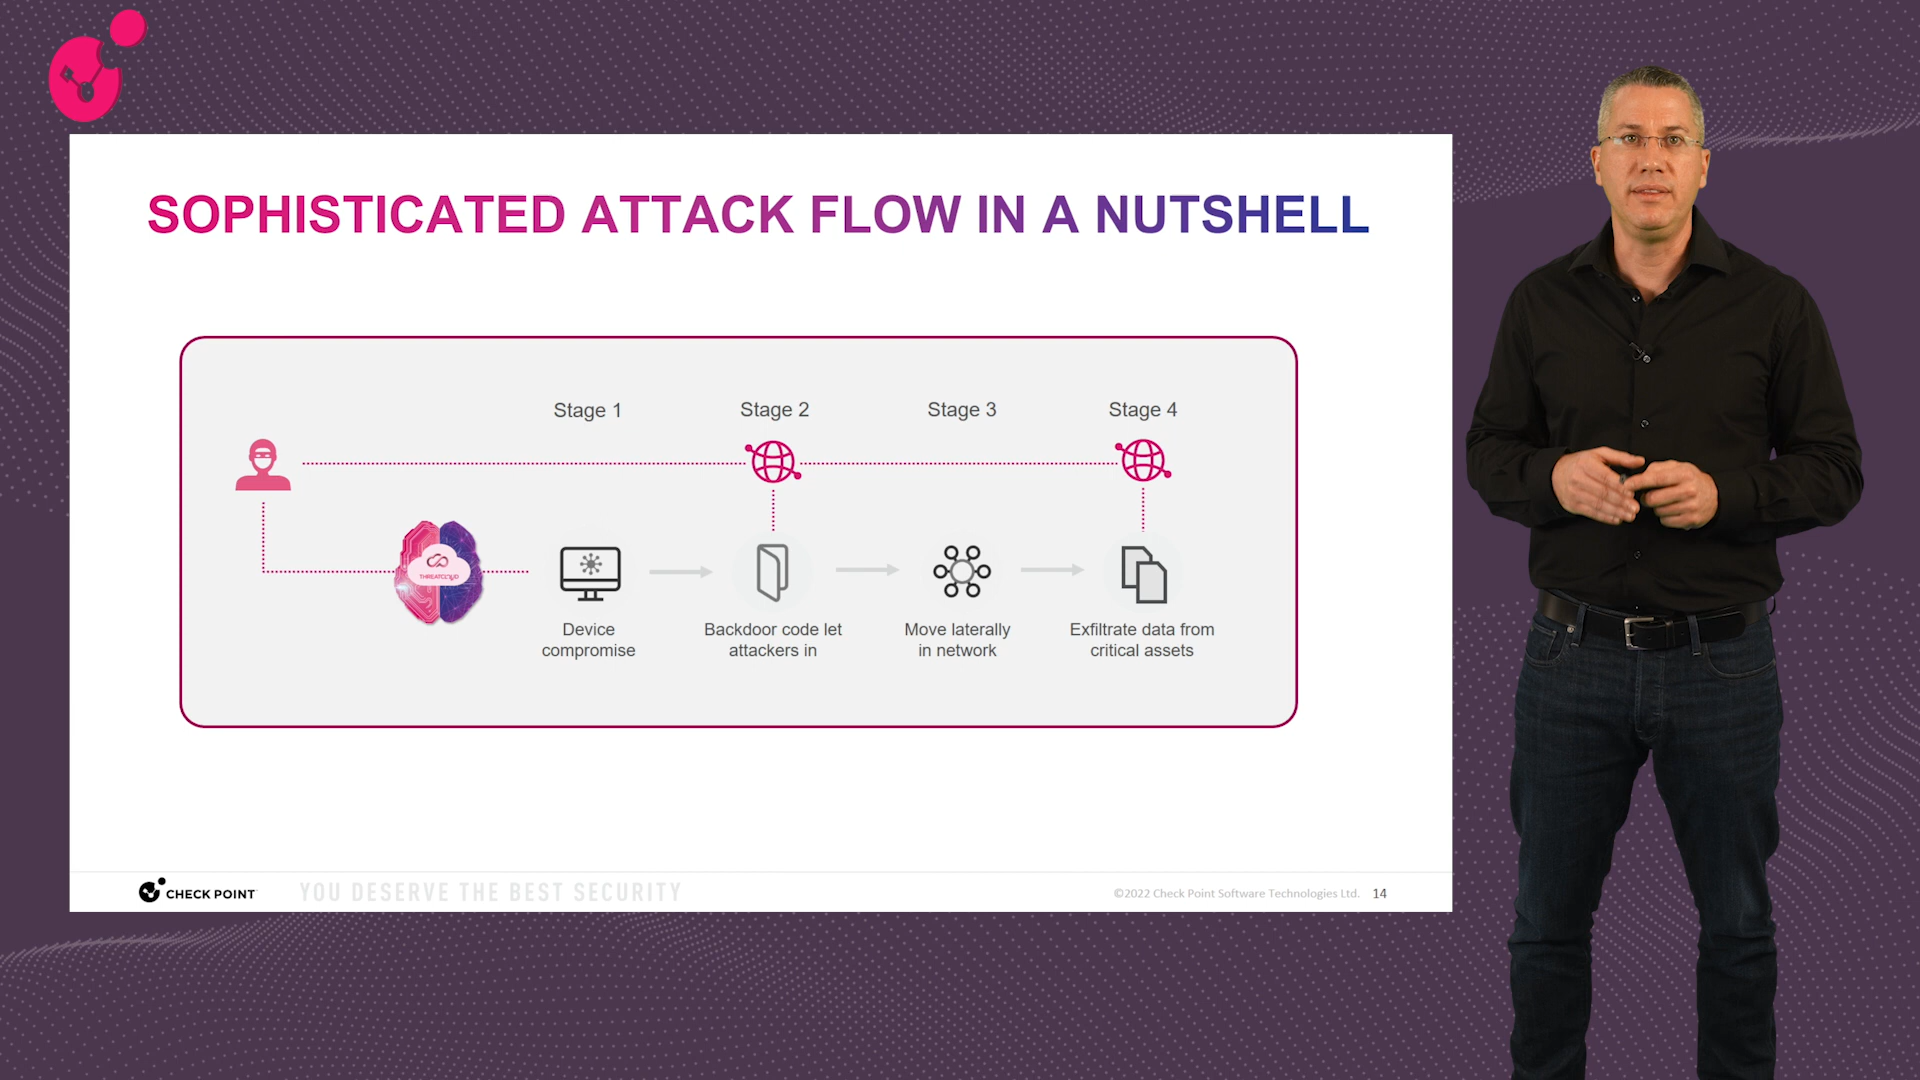 SOPHISTICATED ATTACK FLOW IN A NUTSHELL
Stage 1
Stage 2
Stage 3
Stage 4
THREATCLOUD
Device
compromise
Backdoor code let
attackers in
Move laterally
in network
Exfiltrate data from
critical assets
CHECK POINT
YOU DESERVE THE BEST SECURITY
©2022 Check Point Software Technologies Ltd. 14